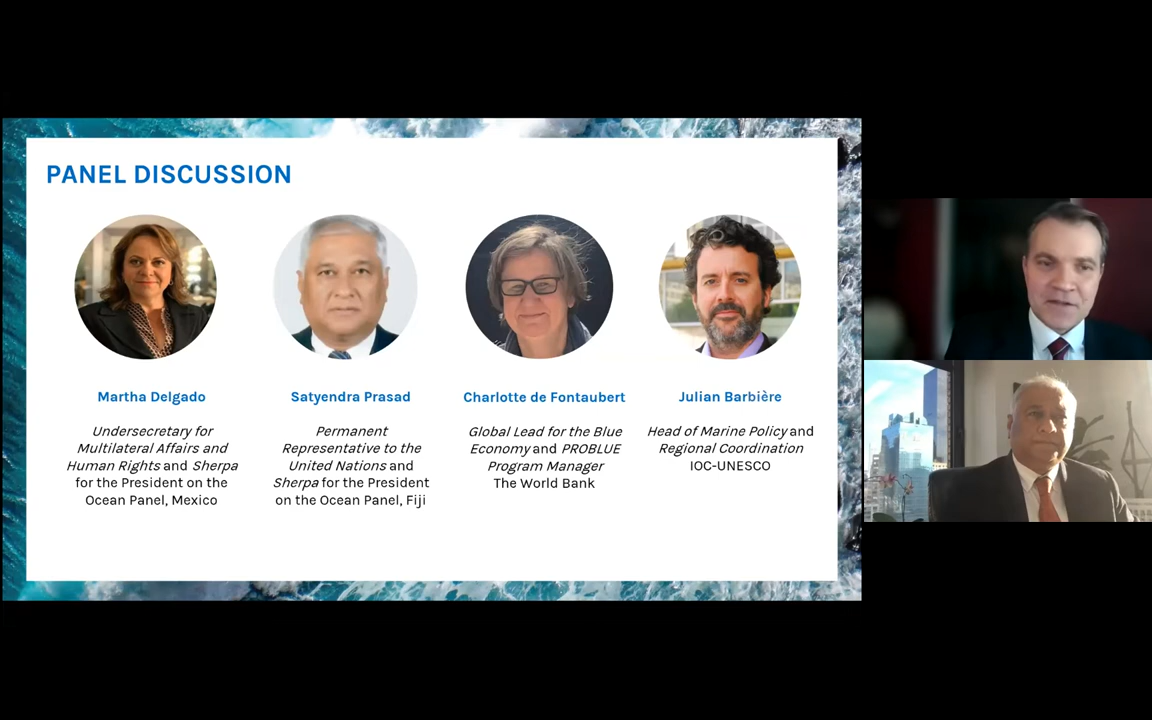 PANEL DISCUSSION
Martha Delgado
Undersecretary for
Multilateral Affairs and
Human Rights and Sherpa
for the President on the
Ocean Panel, Mexico
Satyendra Prasad
Permanent
Representative to the
United Nations and
Sherpa for the President
on the Ocean Panel, Fiji
Charlotte de Fontaubert
Global Lead for the Blue
Economy and PROBLUE
Program Manager
The World Bank
Julian Barbière
Head of Marine Policy and
Regional Coordination
IOC-UNESCO